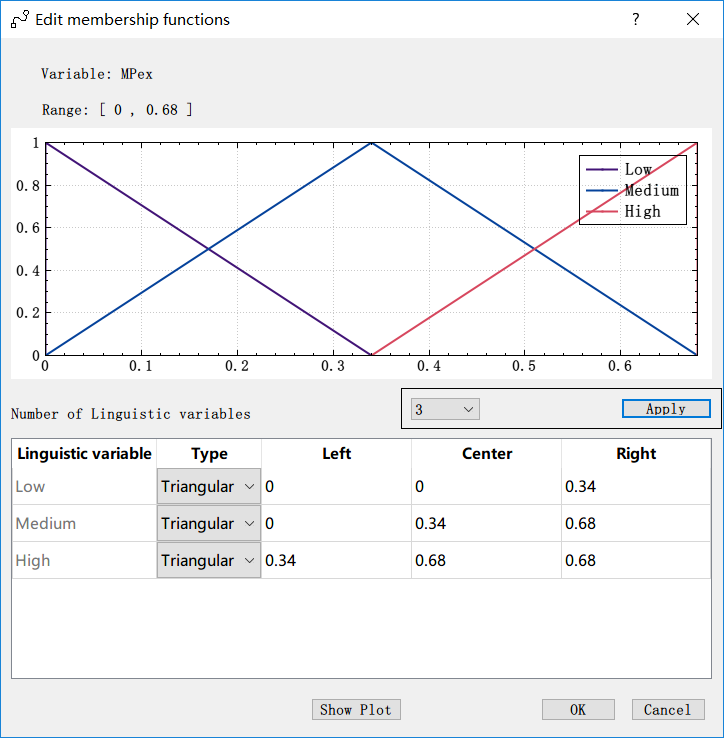 Edit membership functions ?
Variable: MPex
Range: [ 0 , 0.68 ]
1
0.8
0.6
0.4
0.2
0
Low
Medium
High
0 0.1 0.2 0.3 0.4 0.5 0.6
Number of Linguistic variables 3 Apply
Linguistic variable Type Left Center Right
Low Triangular 0 0 0.34
Medium Triangular 0 0.34 0.68
High Triangular 0.34 0.68 0.68
Show Plot OK Cancel